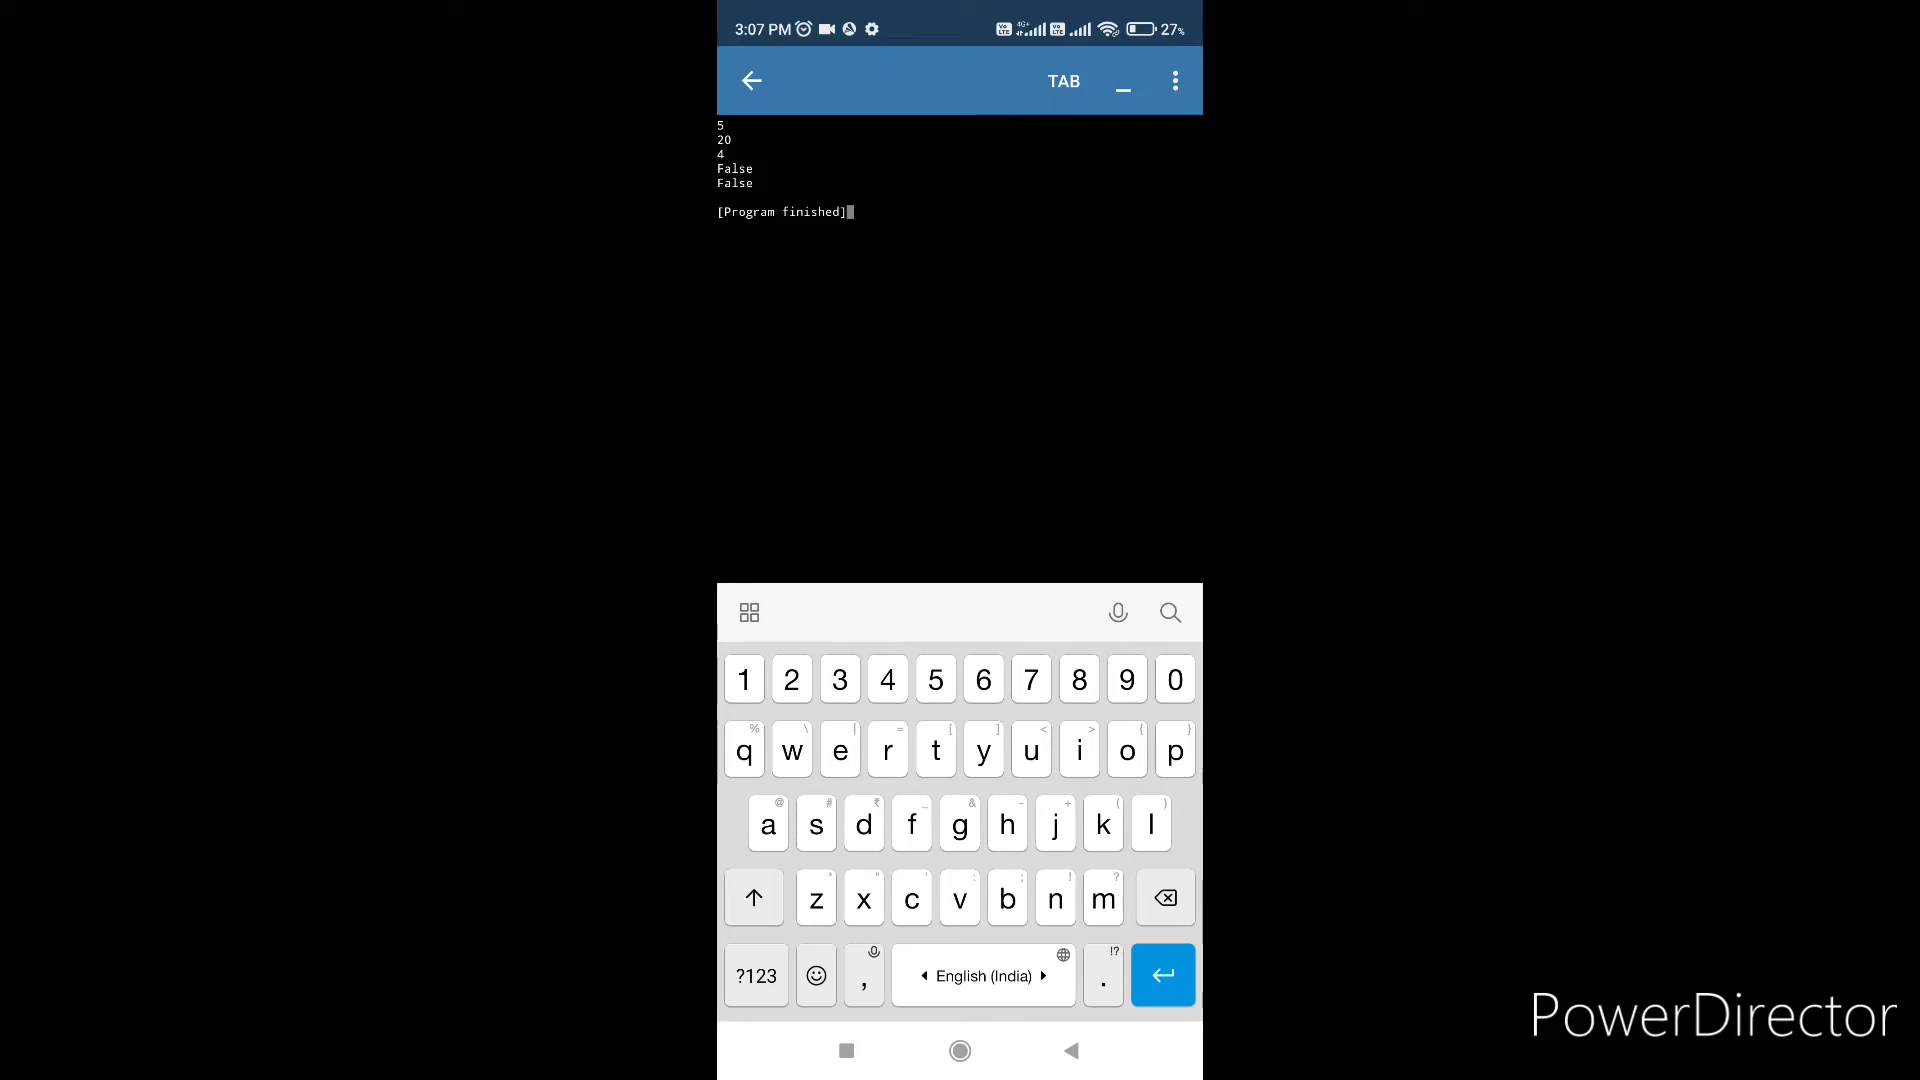 3:07 PM 4G+ 27%
TAB
5
20
4
False
False
[Program finished]
1 2 3 4 5 6 7 8 9 0
% \ | = [ ] < > { }
q w e r t y u i o p
@ # ₹ _ & - + ( )
a s d f g h j k l
* " ' : ; ! ?
z x c v b n m
!?
?123 , English (India) .
PowerDirector